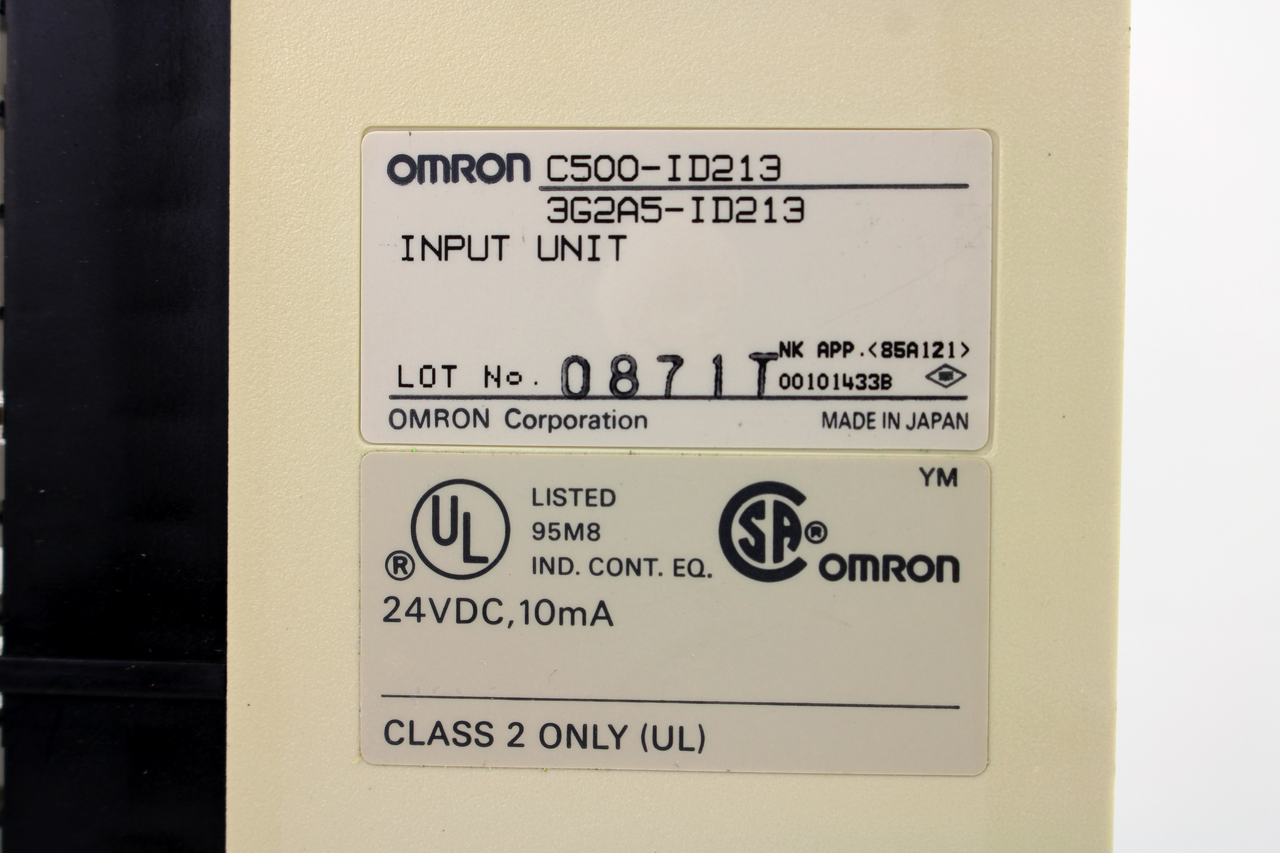 OMRON C500-ID213
3G2A5-ID213
INPUT UNIT
NK APP.<85A121>
LOT No. 0871T 00101433B
OMRON Corporation MADE IN JAPAN
YM
UL LISTED
95M8
IND. CONT. EQ.
® SA® OMRON
24VDC,10mA
CLASS 2 ONLY (UL)